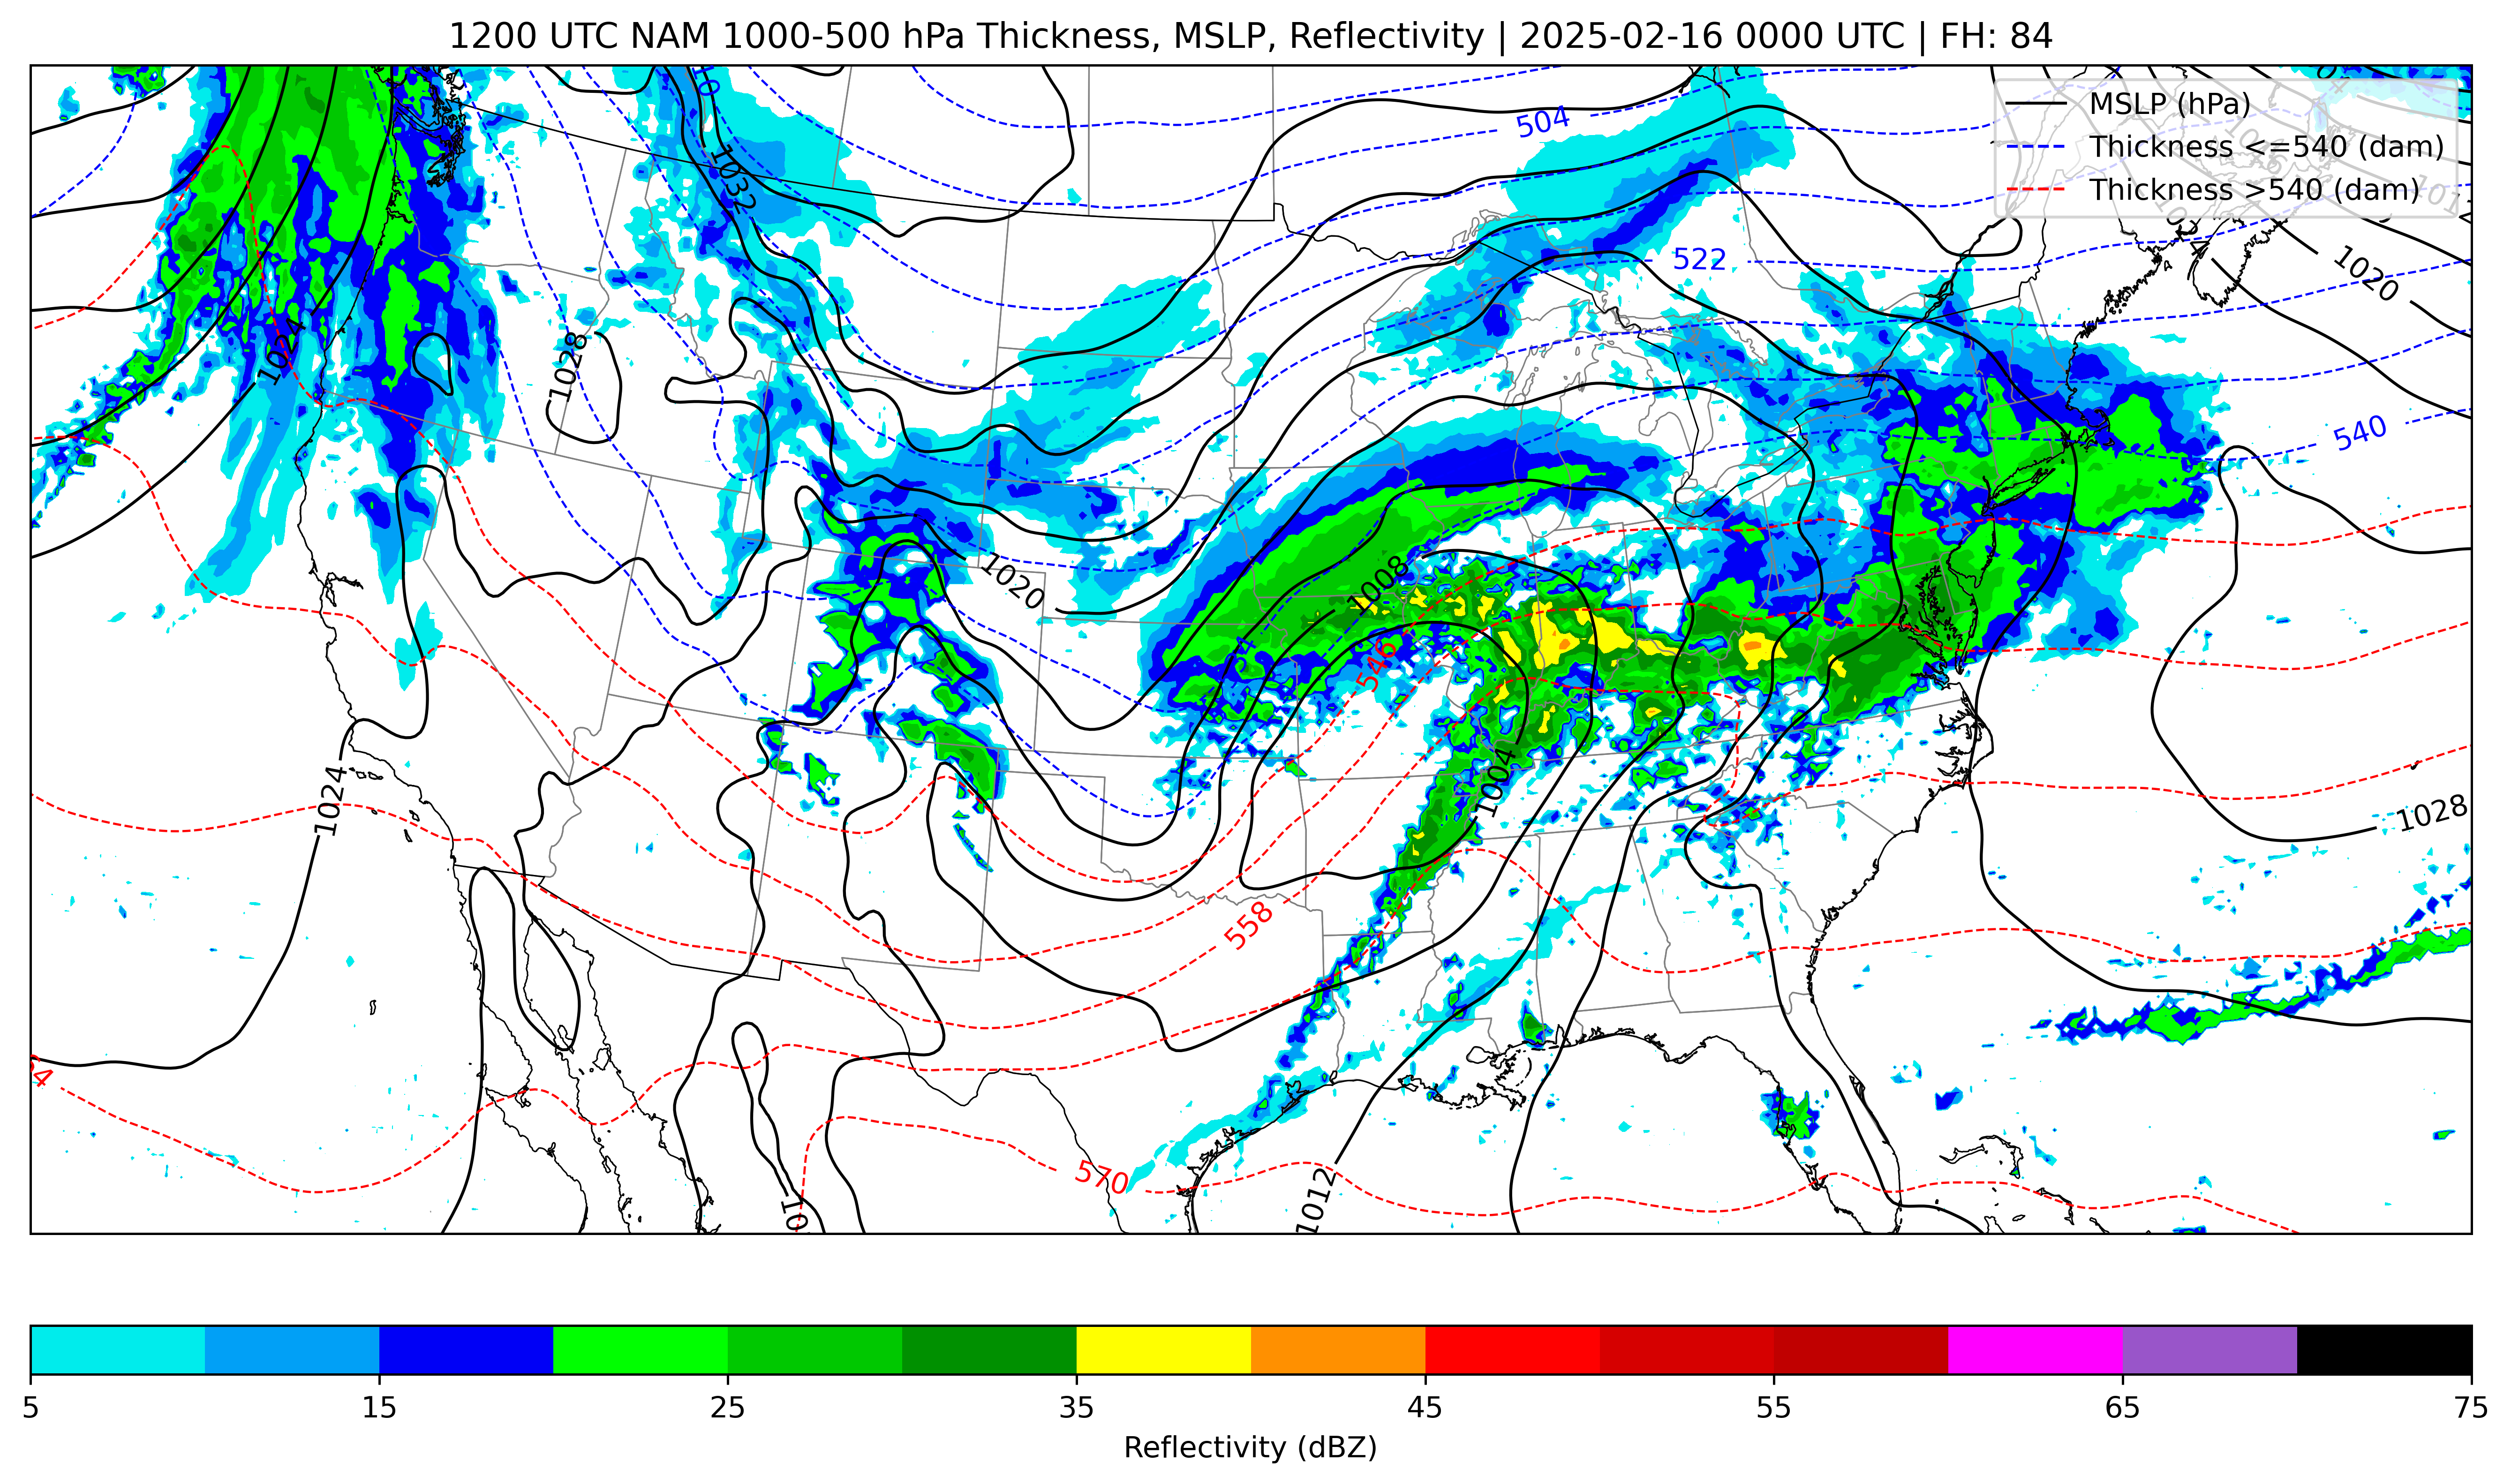 1200 UTC NAM 1000-500 hPa Thickness, MSLP, Reflectivity | 2025-02-16 0000 UTC | FH: 84
MSLP (hPa)
Thickness <=540 (dam)
Thickness >540 (dam)
504
1032
522
1020
1024
1028
540
1020
1008
546
1004
1024
1028
558
570
1012
10
5 15 25 35 45 55 65 75
Reflectivity (dBZ)